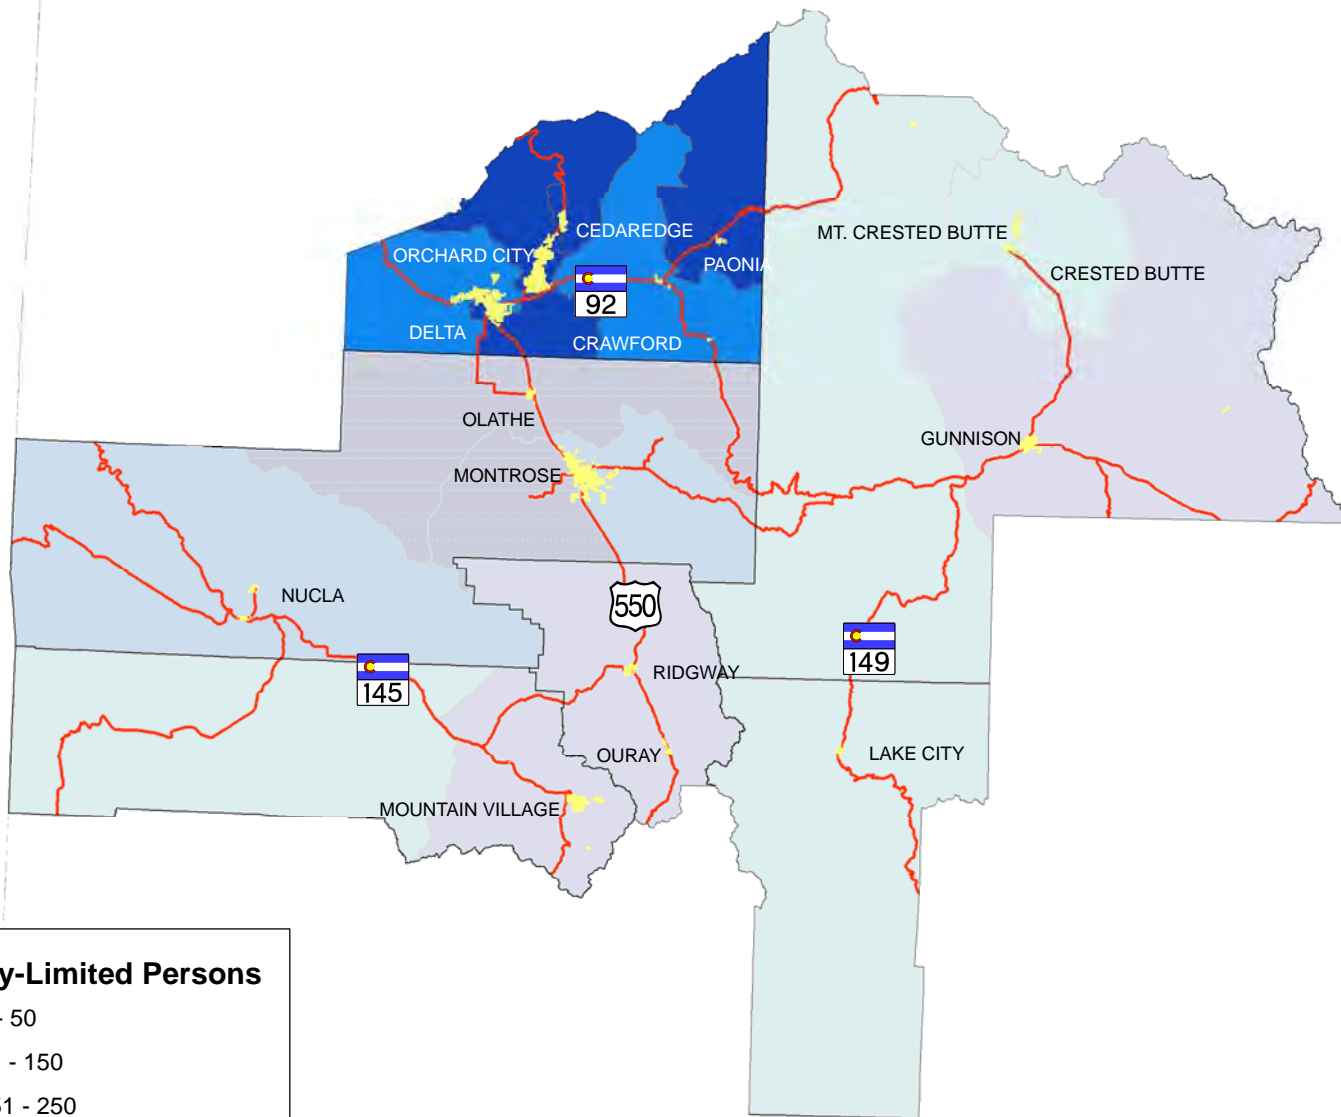 CEDAREDGE
MT. CRESTED BUTTE
ORCHARD CITY
PAONIA
CRESTED BUTTE
92
DELTA
CRAWFORD
OLATHE
GUNNISON
MONTROSE
NUCLA
550
149
RIDGWAY
145
OURAY
LAKE CITY
MOUNTAIN VILLAGE
y-Limited Persons
- 50
- 150
51 - 250